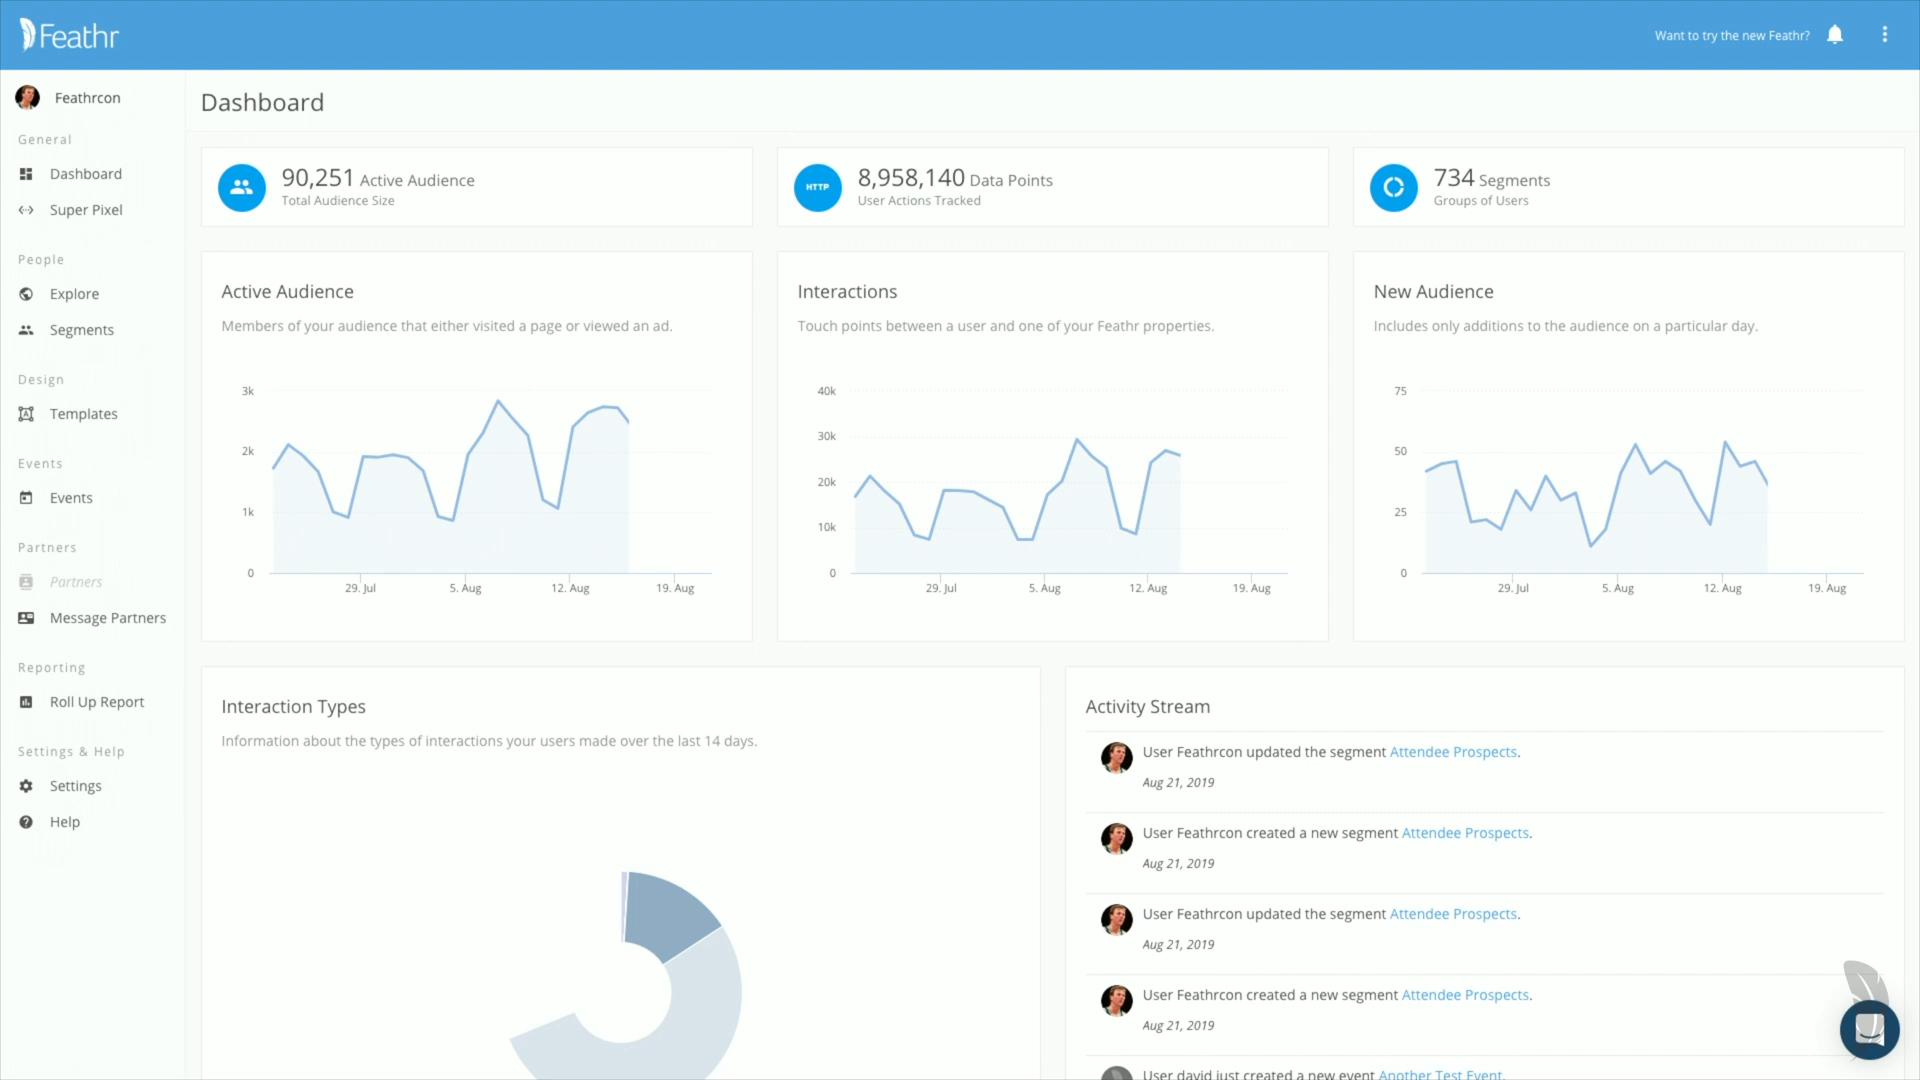 Feathr
Want to try the new Feathr?
Feathrcon
General
Dashboard
Super Pixel
People
Explore
Segments
Design
Templates
Events
Events
Partners
Partners
Message Partners
Reporting
Roll Up Report
Settings & Help
Settings
Help
Dashboard
90,251 Active Audience
Total Audience Size
HTTP
8,958,140 Data Points
User Actions Tracked
734 Segments
Groups of Users
Active Audience
Members of your audience that either visited a page or viewed an ad.
3k
2k
1k
0
29. Jul
5. Aug
12. Aug
19. Aug
Interactions
Touch points between a user and one of your Feathr properties.
40k
30k
20k
10k
0
29. Jul
5. Aug
12. Aug
19. Aug
New Audience
Includes only additions to the audience on a particular day.
75
50
25
0
29. Jul
5. Aug
12. Aug
19. Aug
Interaction Types
Information about the types of interactions your users made over the last 14 days.
Activity Stream
User Feathrcon updated the segment Attendee Prospects.
Aug 21, 2019
User Feathrcon created a new segment Attendee Prospects.
Aug 21, 2019
User Feathrcon updated the segment Attendee Prospects.
Aug 21, 2019
User Feathrcon created a new segment Attendee Prospects.
Aug 21, 2019
User david just created a new event Another Test Event.